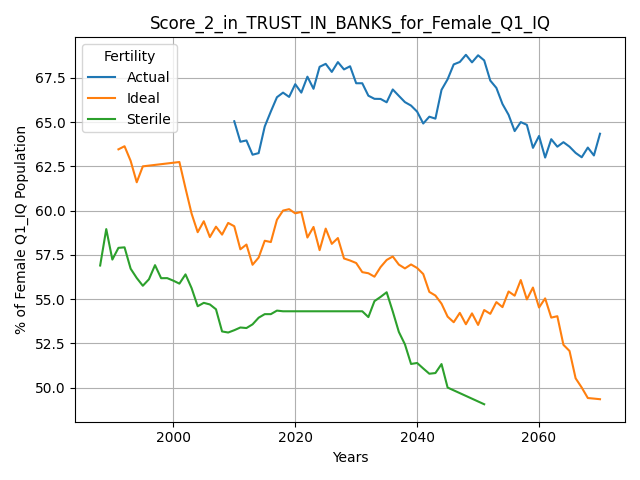 Score_2_in_TRUST_IN_BANKS_for_Female_Q1_IQ
Fertility
Actual
Ideal
Sterile
% of Female Q1_IQ Population
67.5
65.0
62.5
60.0
57.5
55.0
52.5
50.0
2000
2020
2040
2060
Years